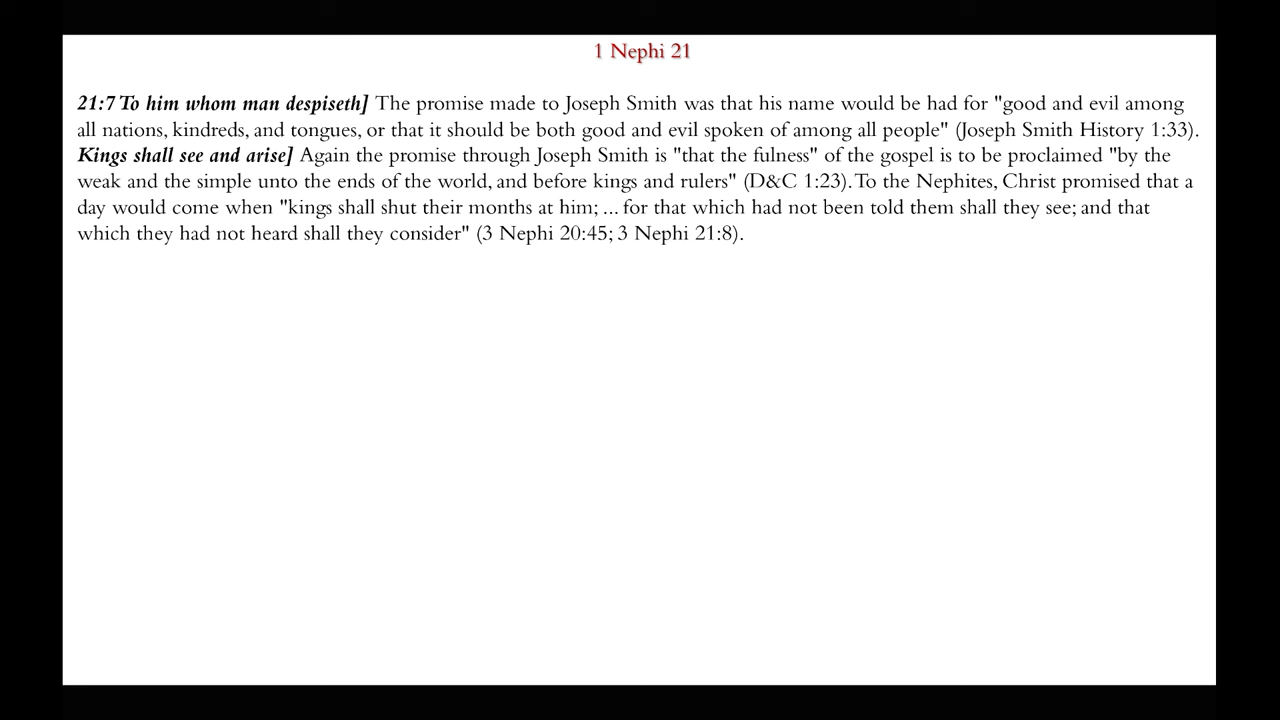 1 Nephi 21
21:7 To him whom man despiseth] The promise made to Joseph Smith was that his name would be had for "good and evil among
all nations, kindreds, and tongues, or that it should be both good and evil spoken of among all people" (Joseph Smith History 1:33).
Kings shall see and arise] Again the promise through Joseph Smith is "that the fulness" of the gospel is to be proclaimed "by the
weak and the simple unto the ends of the world, and before kings and rulers" (D&C 1:23). To the Nephites, Christ promised that a
day would come when "kings shall shut their months at him; ... for that which had not been told them shall they see; and that
which they had not heard shall they consider" (3 Nephi 20:45; 3 Nephi 21:8).